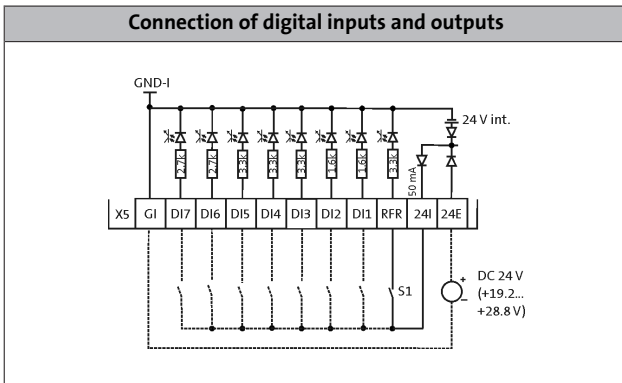 Connection of digital inputs and outputs
GND-I
24 V int.
2.7k 2.7k 3.3k 3.3k 3.3k 1.6k 1.6k 3.3k 50 mA
X5 GI DI7 DI6 DI5 DI4 DI3 DI2 DI1 RFR 24I 24E
S1
+
−
DC 24 V
(+19.2...
+28.8 V)